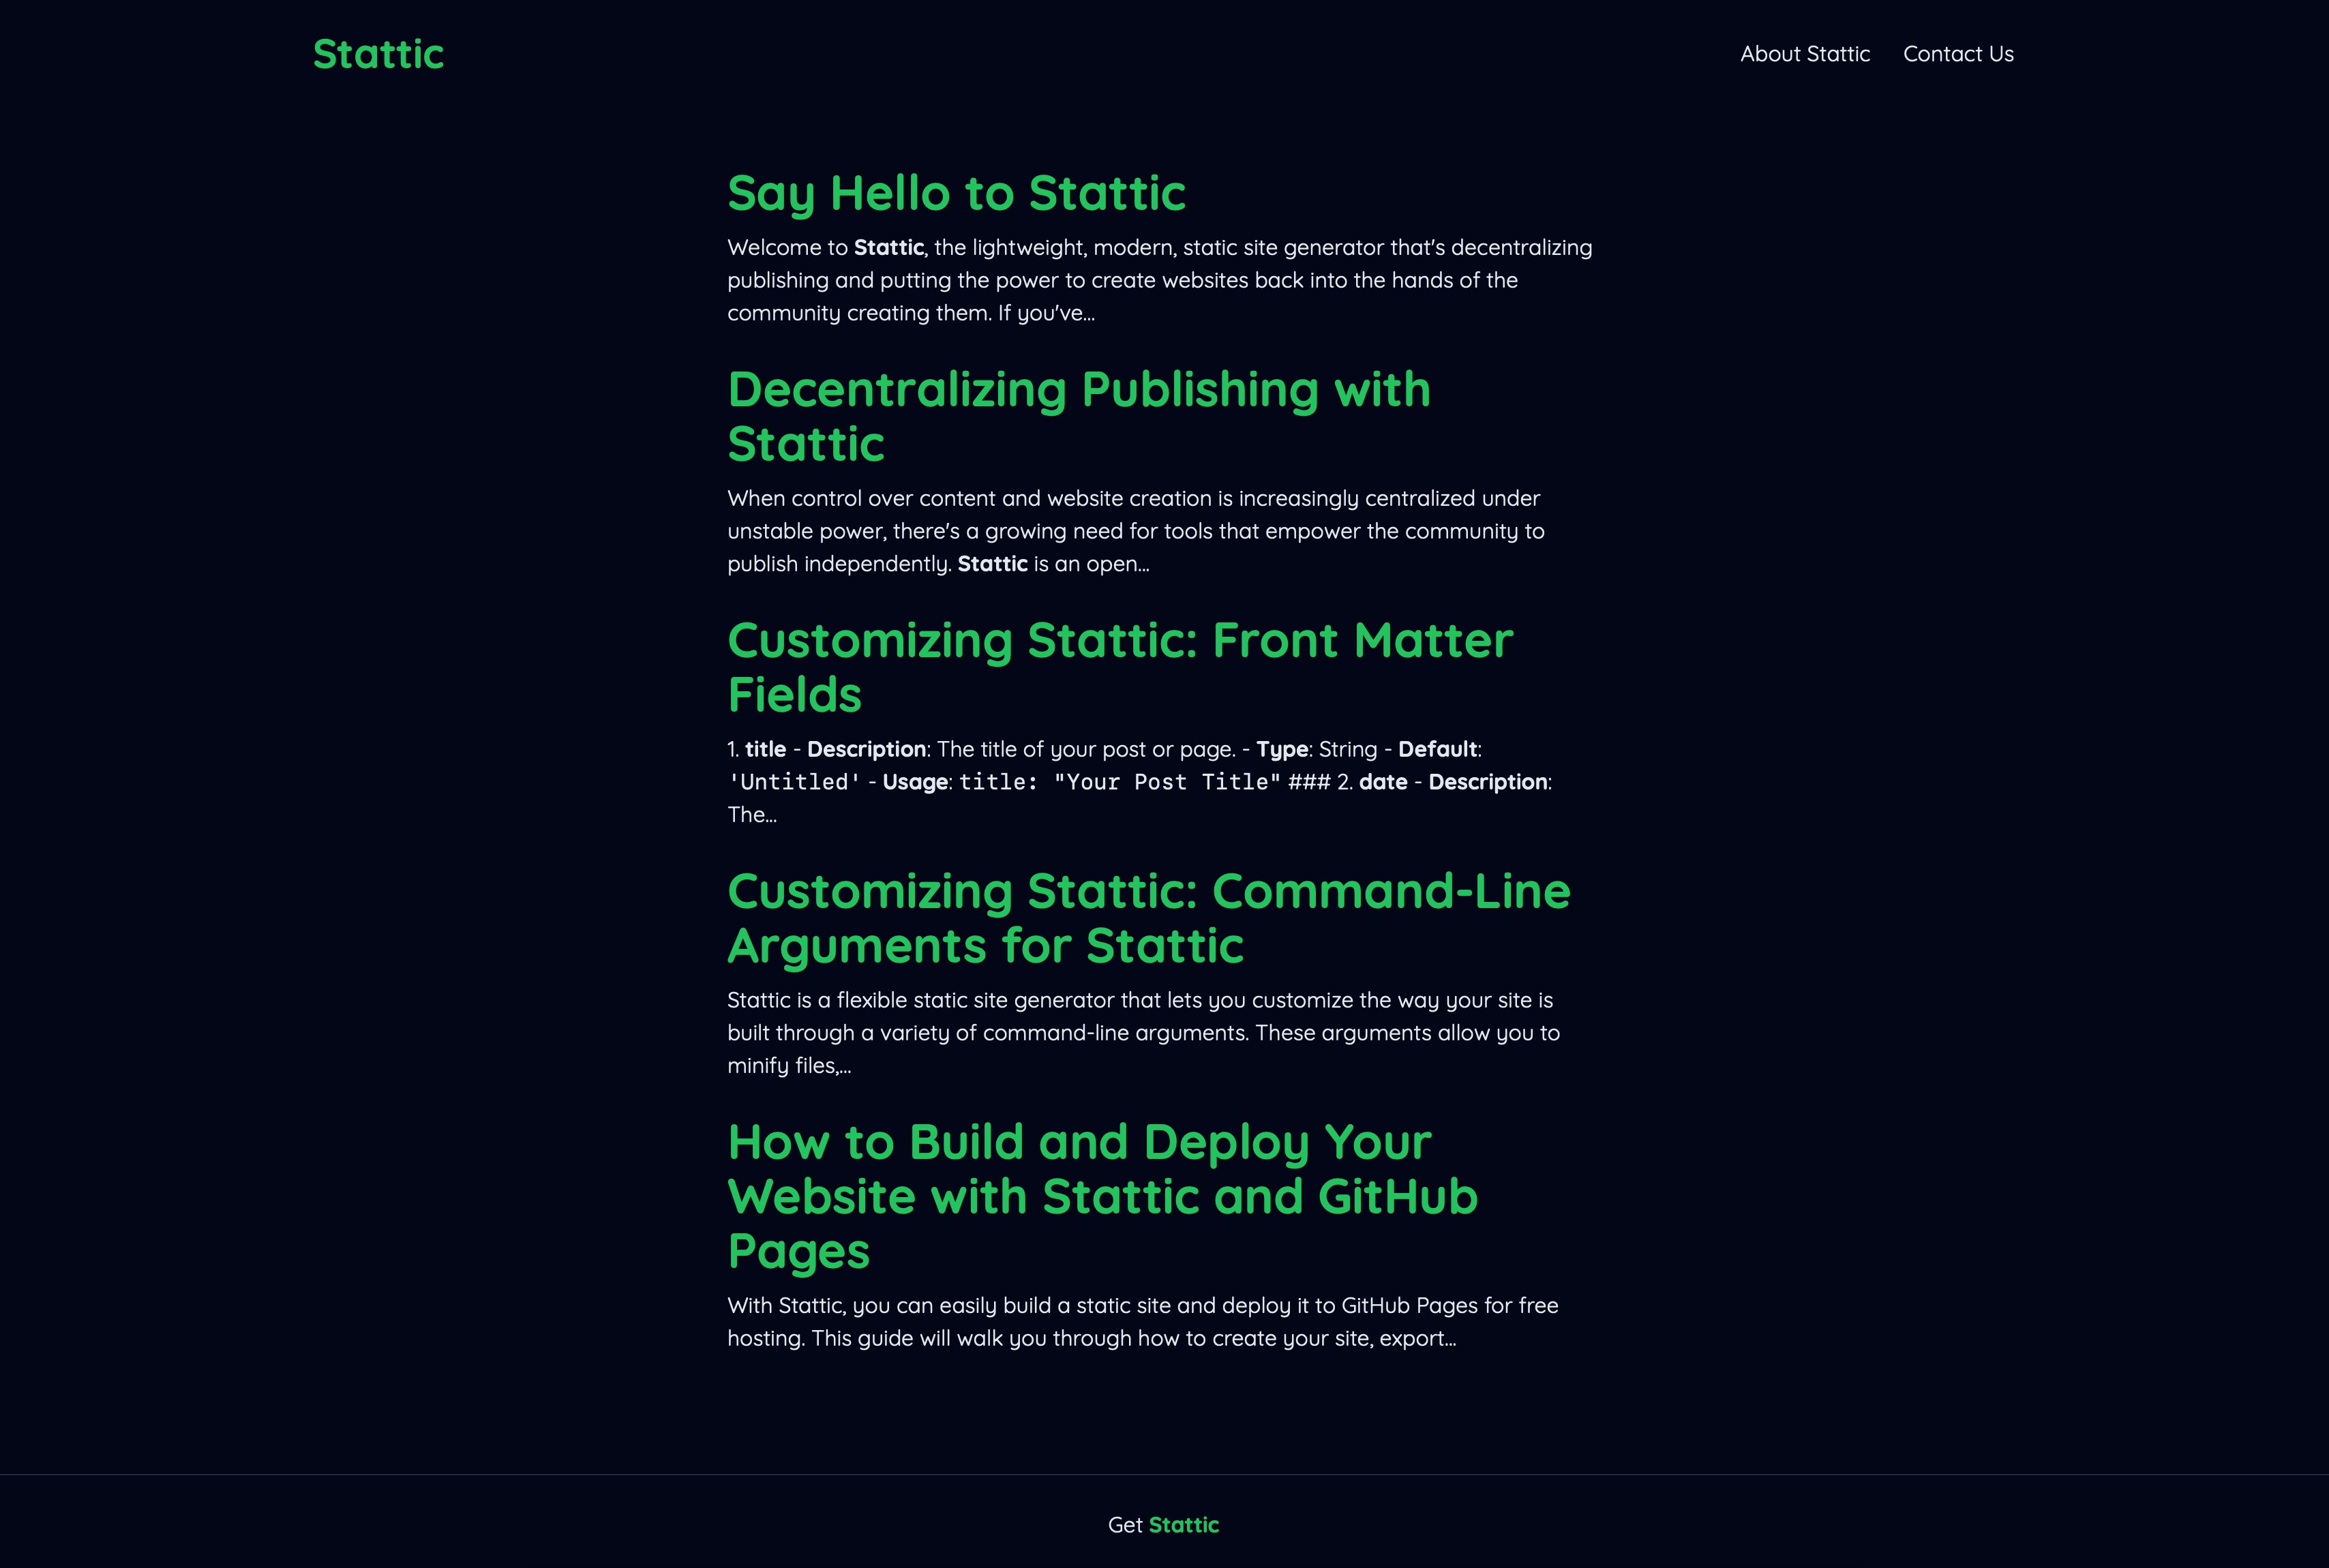 Stattic
About Stattic Contact Us
Say Hello to Stattic
Welcome to Stattic, the lightweight, modern, static site generator that's decentralizing
publishing and putting the power to create websites back into the hands of the
community creating them. If you've...
Decentralizing Publishing with
Stattic
When control over content and website creation is increasingly centralized under
unstable power, there's a growing need for tools that empower the community to
publish independently. Stattic is an open...
Customizing Stattic: Front Matter
Fields
1. title - Description: The title of your post or page. - Type: String - Default:
'Untitled' - Usage: title: "Your Post Title" ### 2. date - Description:
The...
Customizing Stattic: Command-Line
Arguments for Stattic
Stattic is a flexible static site generator that lets you customize the way your site is
built through a variety of command-line arguments. These arguments allow you to
minify files,...
How to Build and Deploy Your
Website with Stattic and GitHub
Pages
With Stattic, you can easily build a static site and deploy it to GitHub Pages for free
hosting. This guide will walk you through how to create your site, export...
Get Stattic